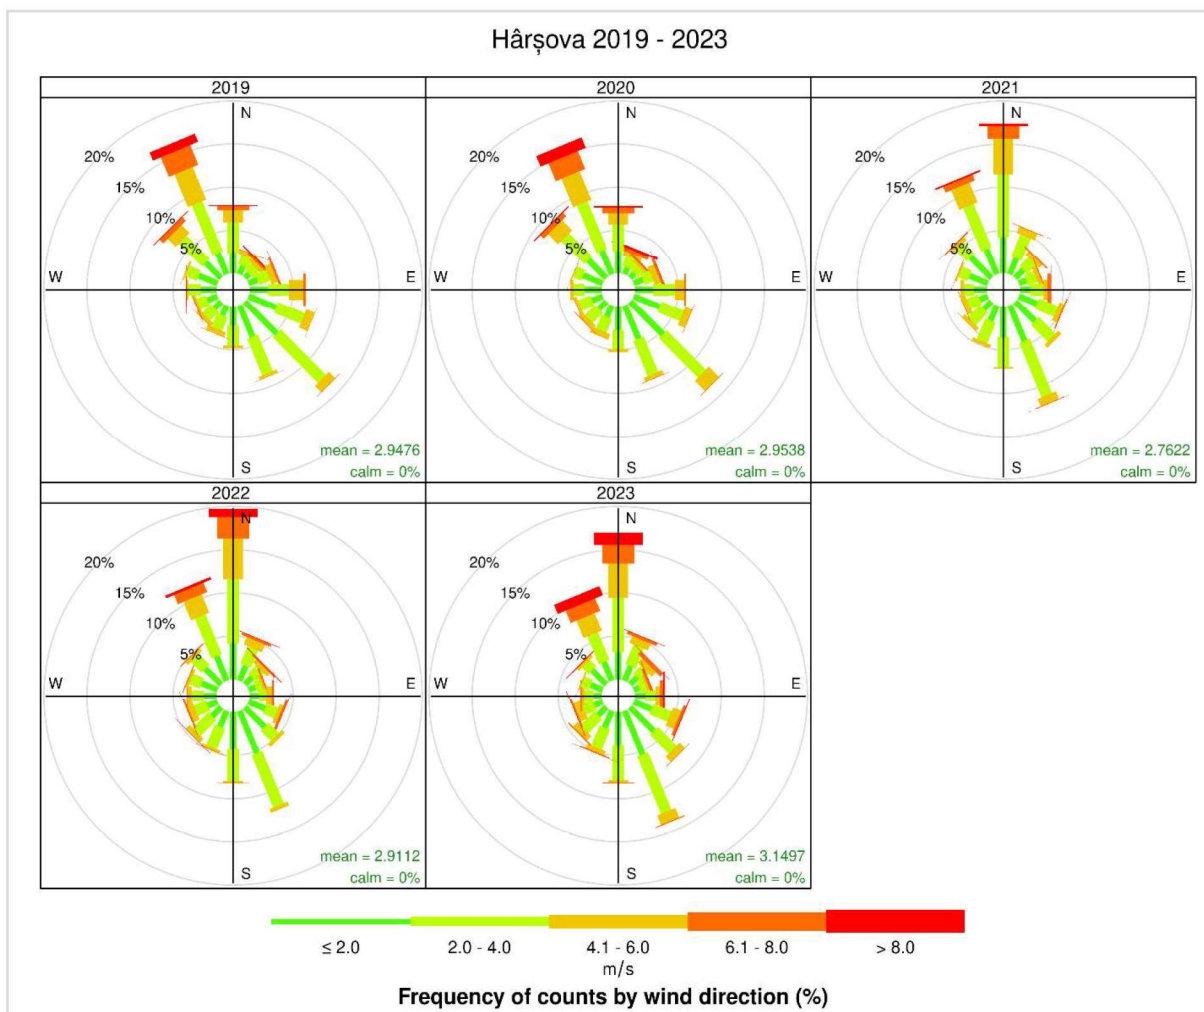 Hârșova 2019 - 2023
2019
2020
2021
N
20%
15%
10%
5%
W
E
S
mean = 2.9476
calm = 0%
N
20%
15%
10%
5%
W
E
S
mean = 2.9538
calm = 0%
N
20%
15%
10%
5%
W
E
S
mean = 2.7622
calm = 0%
2022
2023
N
20%
15%
10%
5%
W
E
S
mean = 2.9112
calm = 0%
N
20%
15%
10%
5%
W
E
S
mean = 3.1497
calm = 0%
≤ 2.0
2.0 - 4.0
4.1 - 6.0
6.1 - 8.0
> 8.0
m/s
Frequency of counts by wind direction (%)